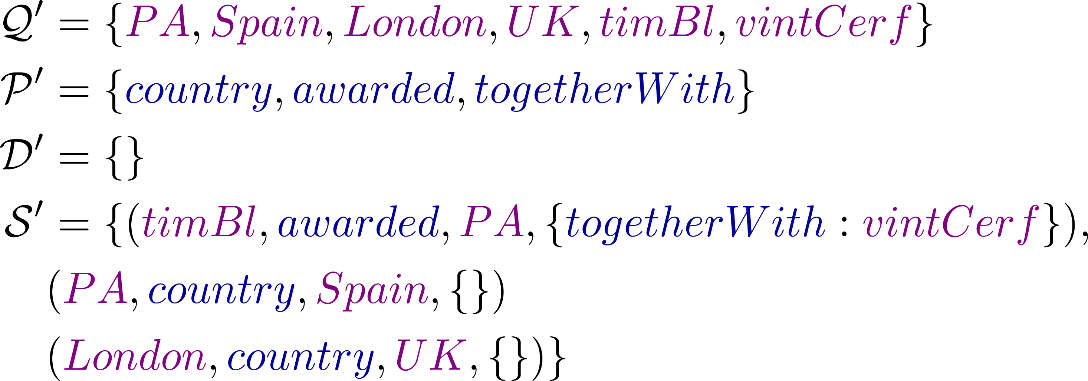 𝒬′ = {PA, Spain, London, UK, timBl, vintCerf}
𝒫′ = {country, awarded, togetherWith}
𝒟′ = {}
𝒮′ = {(timBl, awarded, PA, {togetherWith : vintCerf}),
(PA, country, Spain, {})
(London, country, UK, {})}